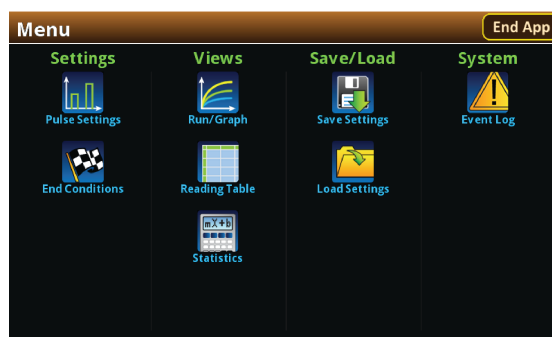 Menu
End App
Settings
Views
Save/Load
System
Pulse Settings
Run/Graph
Save Settings
Event Log
End Conditions
Reading Table
Load Settings
mX+b
Statistics